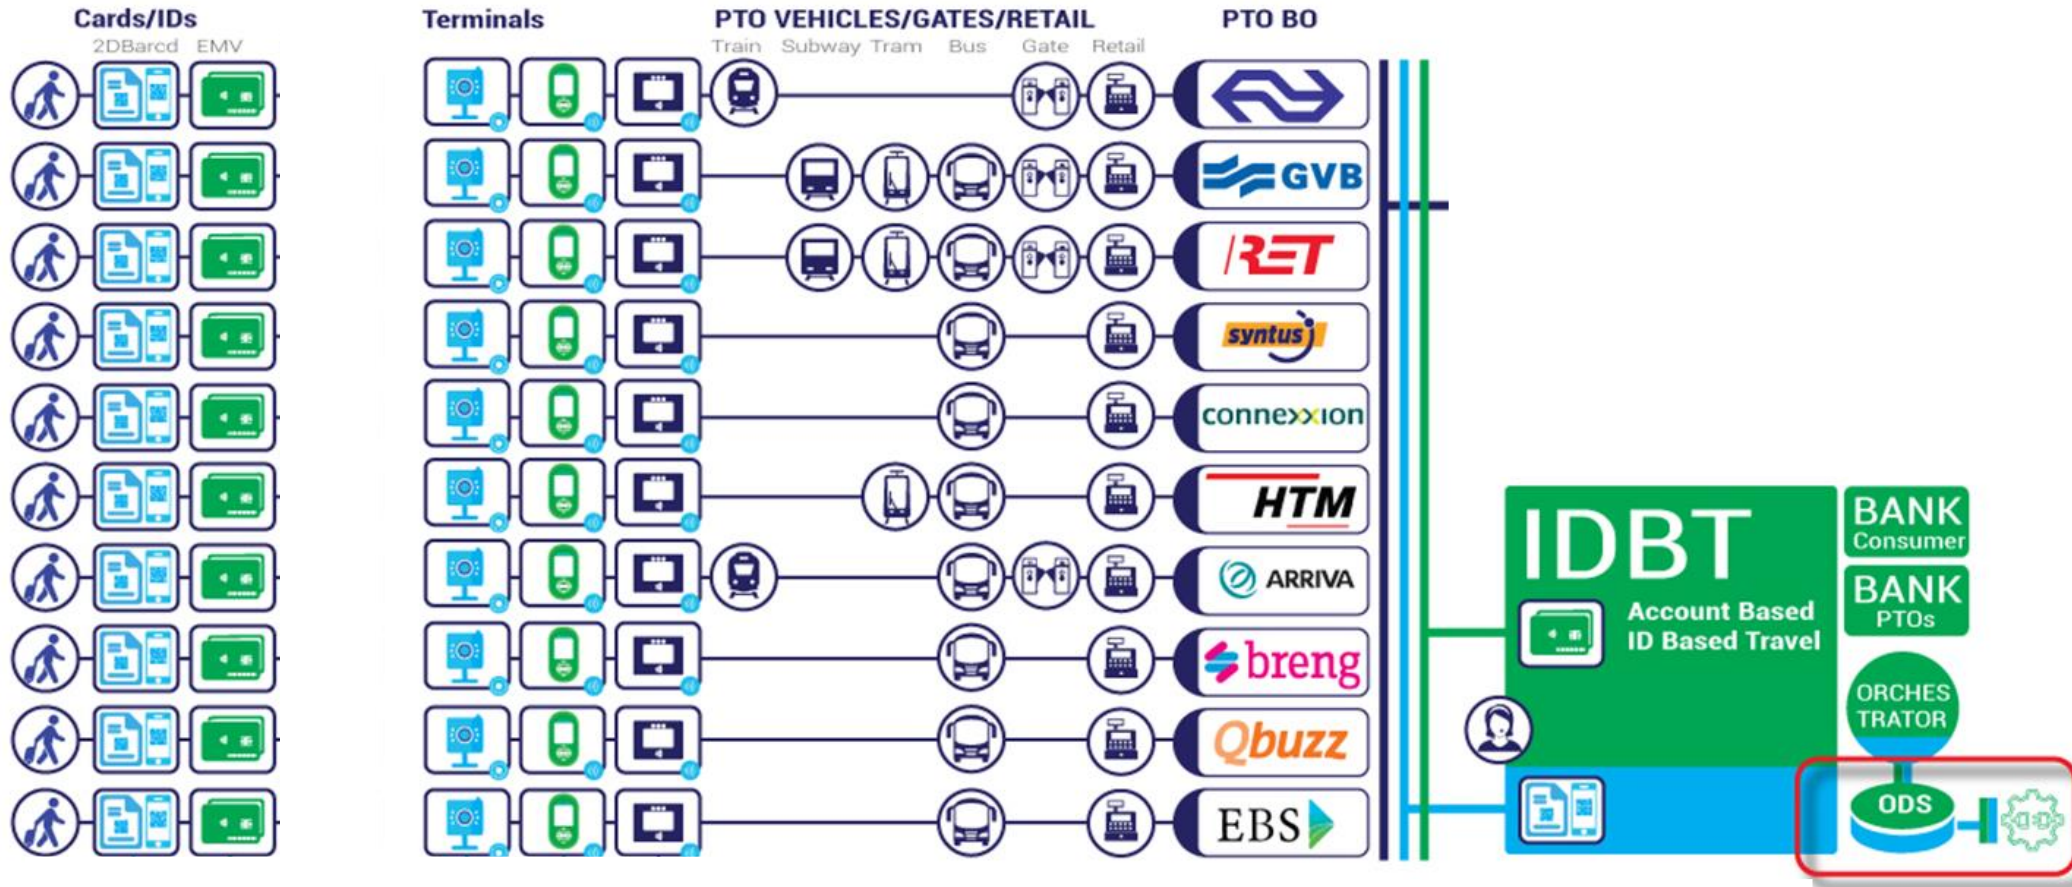 Cards/IDs
2DBarcd EMV
Terminals
PTO VEHICLES/GATES/RETAIL
Train Subway Tram Bus Gate Retail
PTO BO
GVB
RET
syntus
connexxion
HTM
ARRIVA
breng
Qbuzz
EBS
IDBT
Account Based
ID Based Travel
BANK
Consumer
BANK
PTOs
ORCHES
TRATOR
ODS